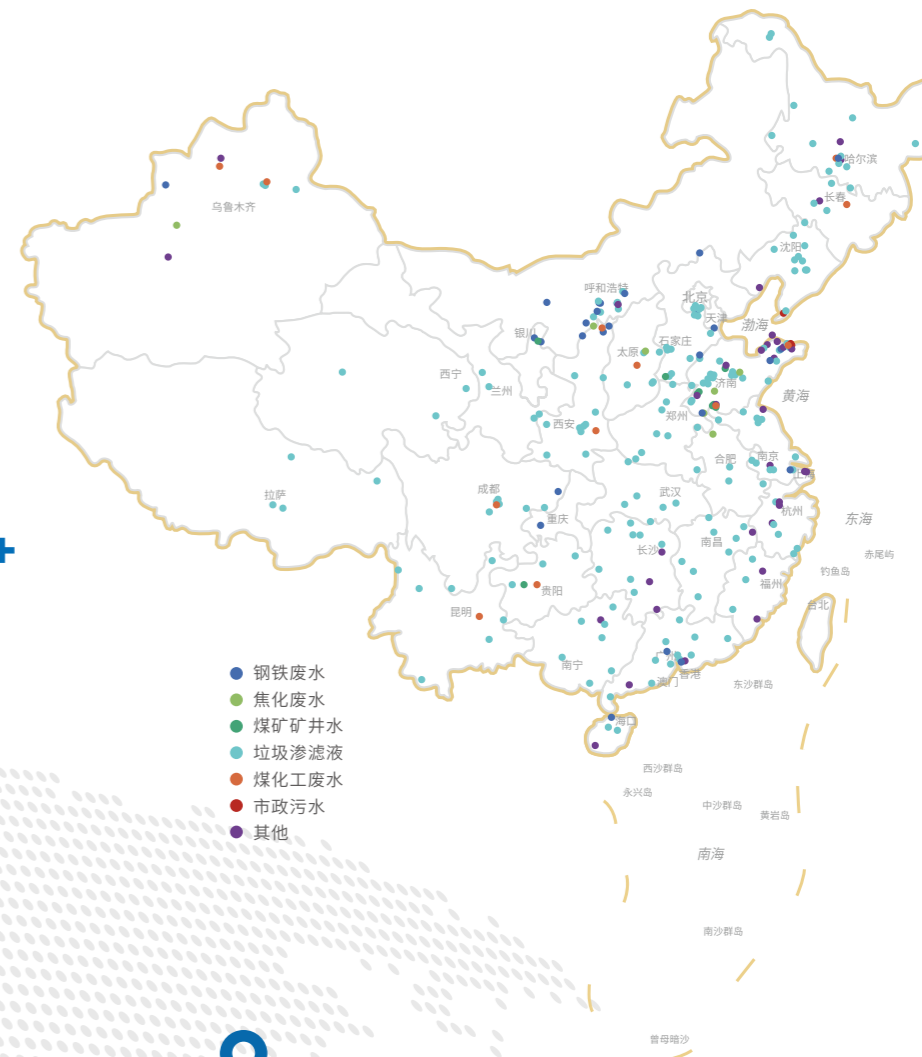 哈尔滨
乌鲁木齐
长春
沈阳
呼和浩特
北京
天津
渤海
银川
石家庄
太原
西宁
济南
兰州
黄海
郑州
西安
合肥
南京
上海
成都
拉萨
武汉
杭州
重庆
东海
南昌
长沙
赤尾屿
钓鱼岛
福州
贵阳
台北
昆明
广州
南宁
香港
澳门
东沙群岛
海口
钢铁废水
焦化废水
煤矿矿井水
垃圾渗滤液
煤化工废水
市政污水
其他
西沙群岛
永兴岛
中沙群岛
黄岩岛
南海
南沙群岛
曾母暗沙